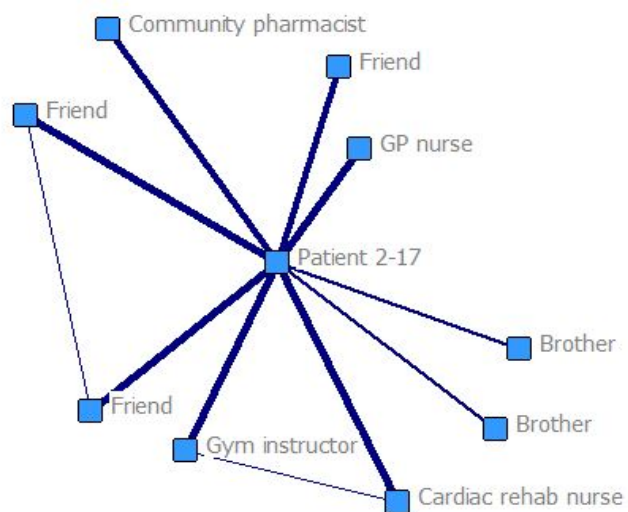 Community pharmacist
Friend
Friend
GP nurse
Patient 2-17
Brother
Friend
Brother
Gym instructor
Cardiac rehab nurse